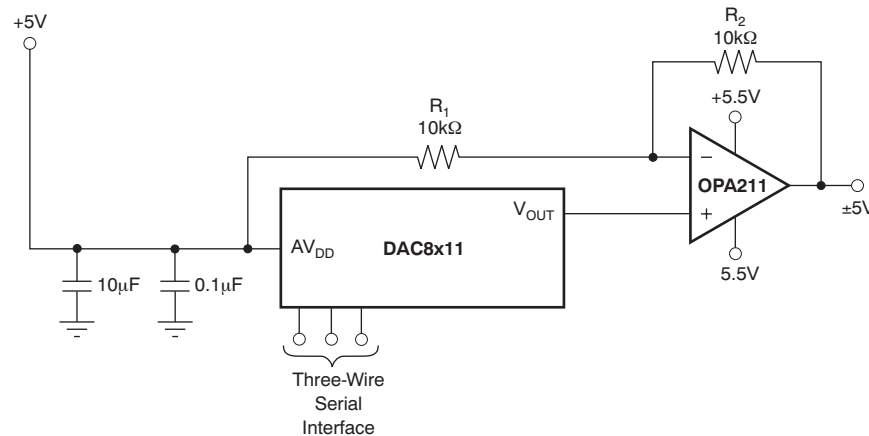 +5V
R2
10kΩ
+5.5V
R1
10kΩ
−
OPA211
+
±5V
VOUT
AVDD
DAC8x11
5.5V
10μF
0.1μF
Three-Wire
Serial
Interface